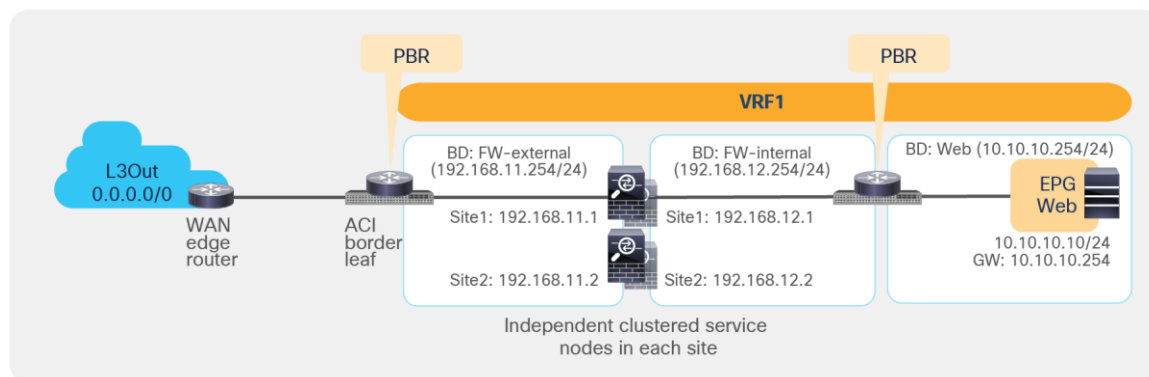 PBR
PBR
VRF1
L3Out
0.0.0.0/0
WAN
edge
router
ACI
border
leaf
BD: FW-external
(192.168.11.254/24)
Site1: 192.168.11.1
Site2: 192.168.11.2
BD: FW-internal
(192.168.12.254/24)
Site1: 192.168.12.1
Site2: 192.168.12.2
BD: Web (10.10.10.254/24)
EPG
Web
10.10.10.10/24
GW: 10.10.10.254
Independent clustered service
nodes in each site